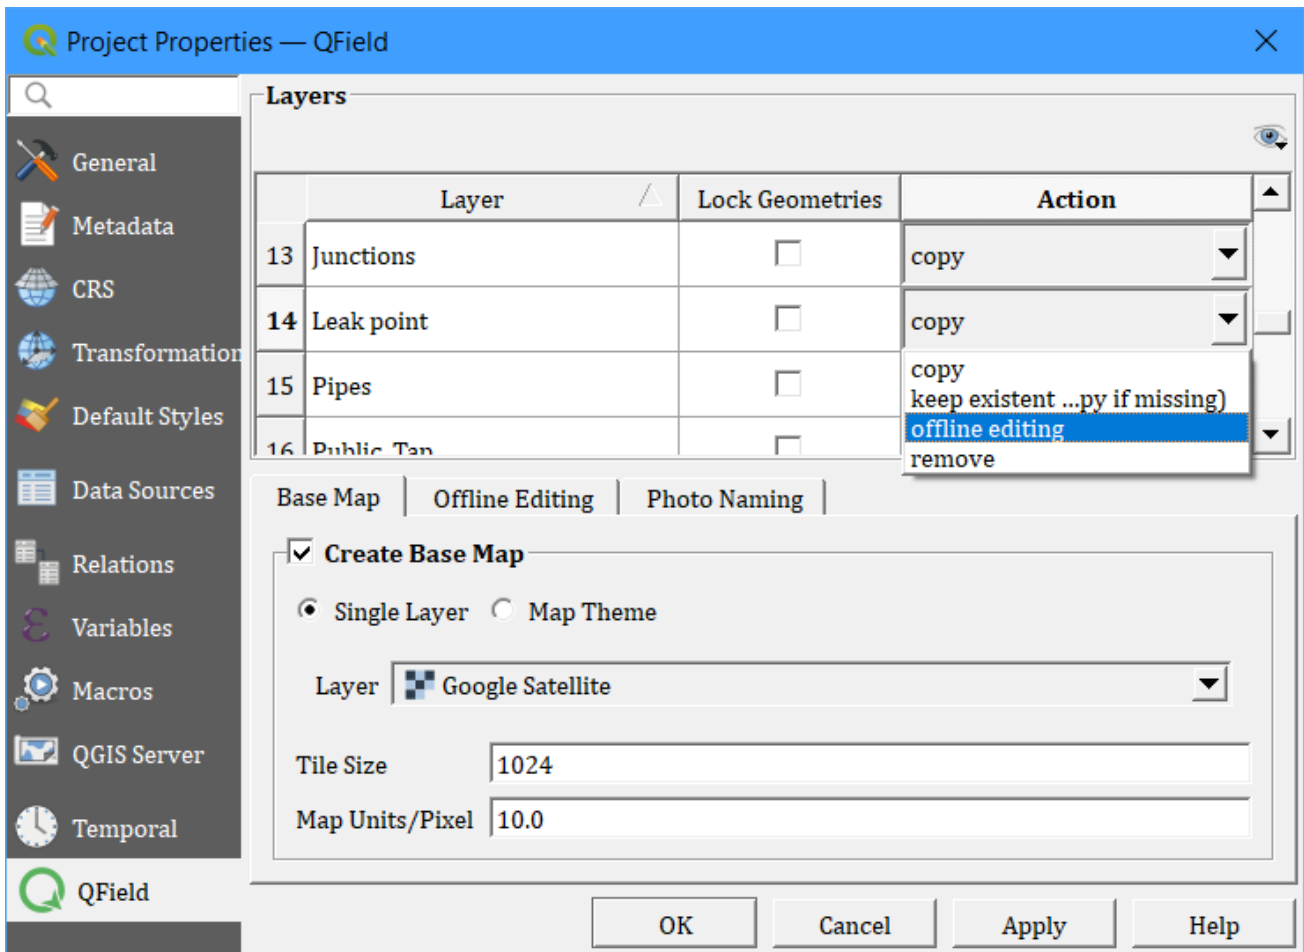 Project Properties — QField
Layers
General
Metadata
CRS
Transformation
Default Styles
Data Sources
Relations
Variables
Macros
QGIS Server
Temporal
QField
Layer Lock Geometries Action
13 Junctions copy
14 Leak point copy
15 Pipes
16 Public_Tap
copy
keep existent ...py if missing)
offline editing
remove
Base Map Offline Editing Photo Naming
Create Base Map
Single Layer Map Theme
Layer Google Satellite
Tile Size 1024
Map Units/Pixel 10.0
OK Cancel Apply Help